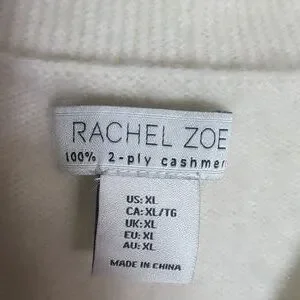 RACHEL ZOE
100% 2-ply cashmer
US: XL
CA: XL/TG
UK: XL
EU: XL
AU: XL
MADE IN CHINA